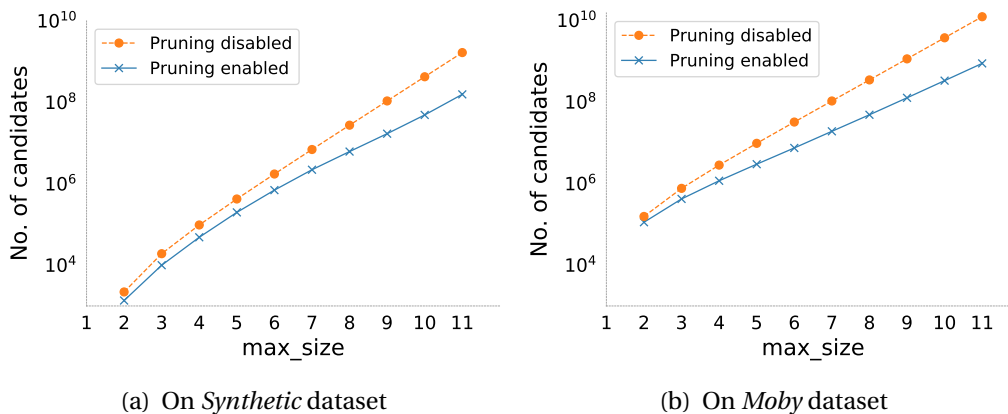 10^10
10^8
10^6
10^4
No. of candidates
Pruning disabled
Pruning enabled
1 2 3 4 5 6 7 8 9 10 11
max_size
(a) On Synthetic dataset
10^10
10^8
10^6
10^4
No. of candidates
Pruning disabled
Pruning enabled
1 2 3 4 5 6 7 8 9 10 11
max_size
(b) On Moby dataset